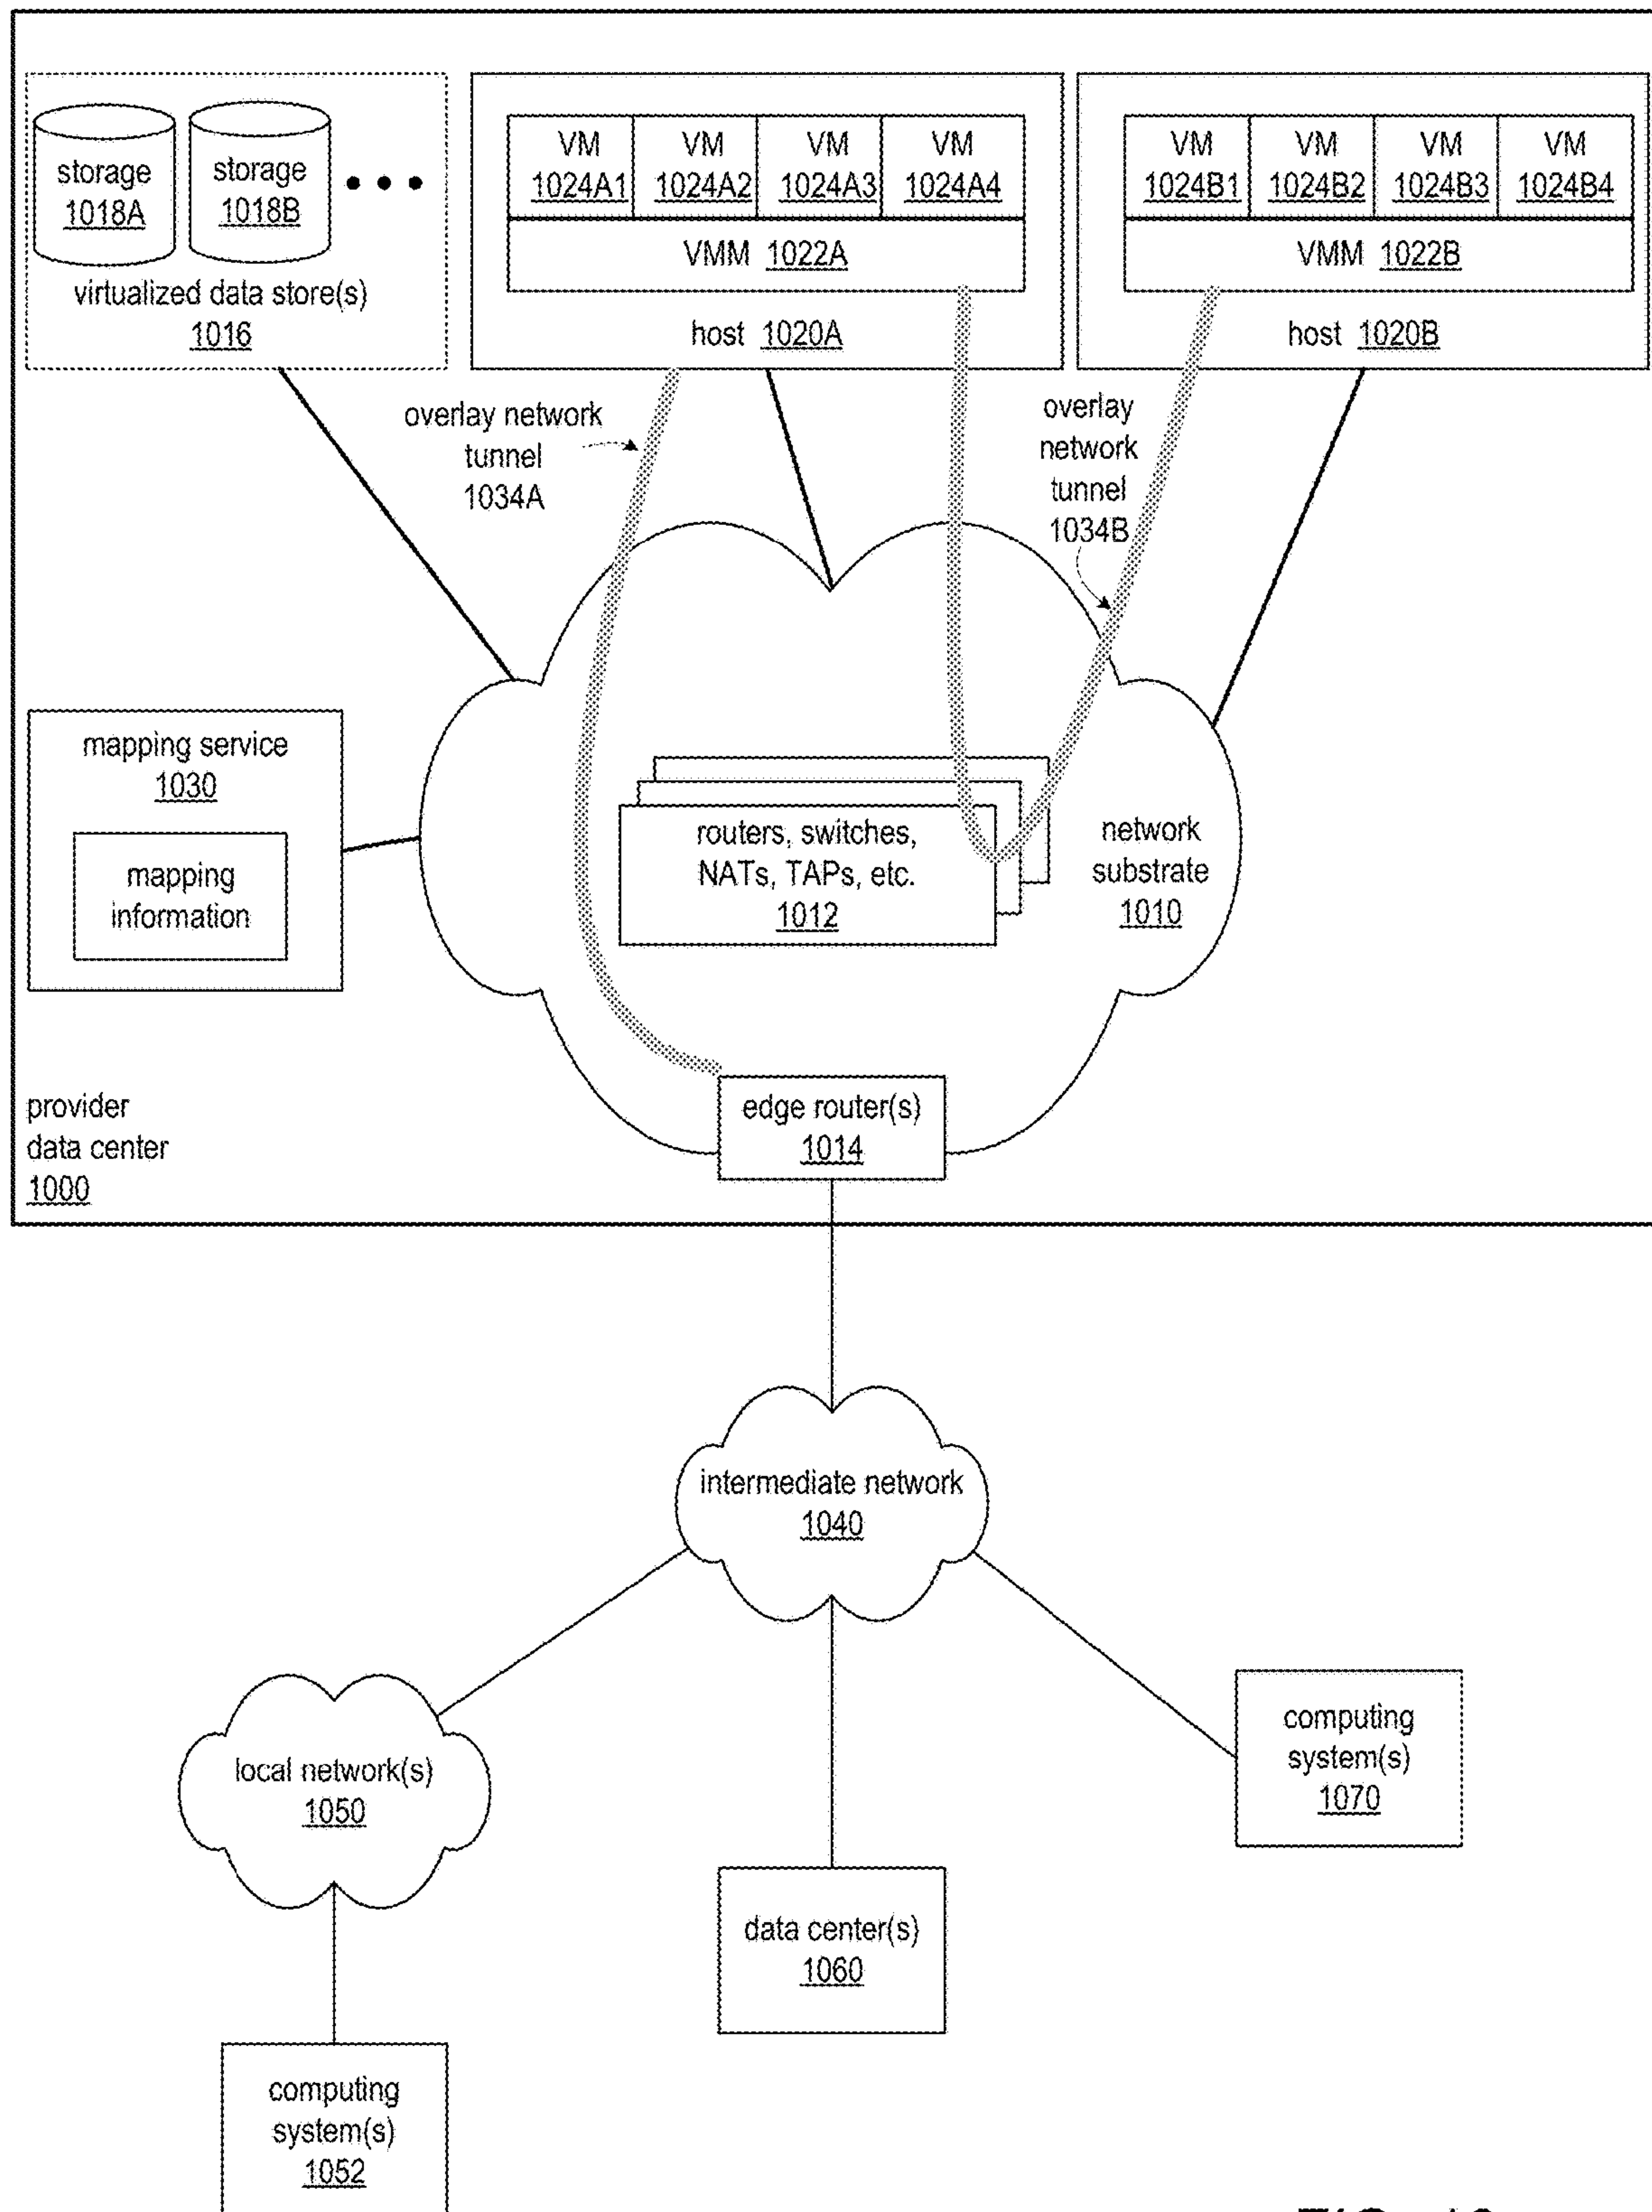 storage
1018A
storage
1018B
virtualized data store(s)
1016
VM
1024A1
VM
1024A2
VM
1024A3
VM
1024A4
VMM 1022A
host 1020A
VM
1024B1
VM
1024B2
VM
1024B3
VM
1024B4
VMM 1022B
host 1020B
overlay network
tunnel
1034A
overlay
network
tunnel
1034B
mapping service
1030
mapping
information
routers, switches,
NATs, TAPs, etc.
1012
network
substrate
1010
edge router(s)
1014
provider
data center
1000
intermediate network
1040
local network(s)
1050
computing
system(s)
1070
data center(s)
1060
computing
system(s)
1052